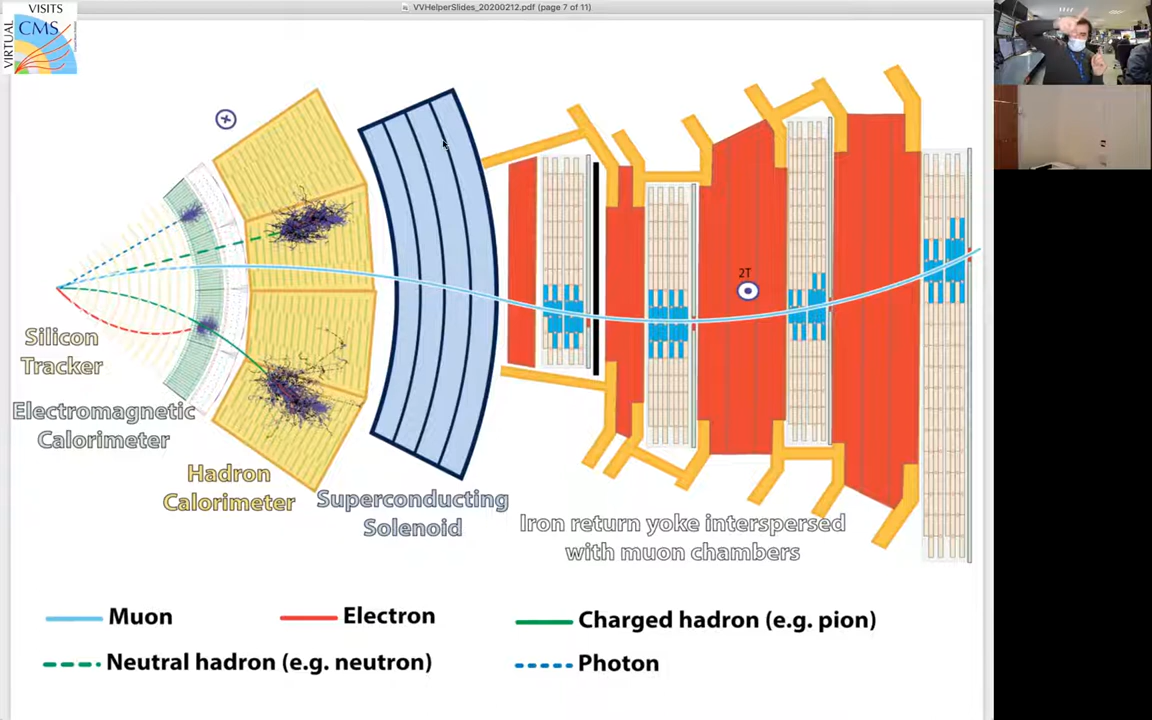 VVHelperSlides_20200212.pdf (page 7 of 11)
VIRTUAL
VISITS
CMS
2T
Silicon
Tracker
Electromagnetic
Calorimeter
Hadron
Calorimeter
Superconducting
Solenoid
Iron return yoke interspersed
with muon chambers
Muon
Electron
Charged hadron (e.g. pion)
Neutral hadron (e.g. neutron)
Photon